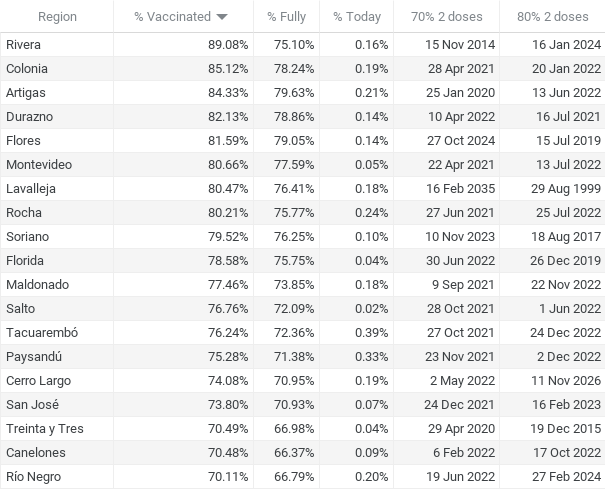 Region % Vaccinated % Fully % Today 70% 2 doses 80% 2 doses
Rivera 89.08% 75.10% 0.16% 15 Nov 2014 16 Jan 2024
Colonia 85.12% 78.24% 0.19% 28 Apr 2021 20 Jan 2022
Artigas 84.33% 79.63% 0.21% 25 Jan 2020 13 Jun 2022
Durazno 82.13% 78.86% 0.14% 10 Apr 2022 16 Jul 2021
Flores 81.59% 79.05% 0.14% 27 Oct 2024 15 Jul 2019
Montevideo 80.66% 77.59% 0.05% 22 Apr 2021 13 Jul 2022
Lavalleja 80.47% 76.41% 0.18% 16 Feb 2035 29 Aug 1999
Rocha 80.21% 75.77% 0.24% 27 Jun 2021 25 Jul 2022
Soriano 79.52% 76.25% 0.10% 10 Nov 2023 18 Aug 2017
Florida 78.58% 75.75% 0.04% 30 Jun 2022 26 Dec 2019
Maldonado 77.46% 73.85% 0.18% 9 Sep 2021 22 Nov 2022
Salto 76.76% 72.09% 0.02% 28 Oct 2021 1 Jun 2022
Tacuarembó 76.24% 72.36% 0.39% 27 Oct 2021 24 Dec 2022
Paysandú 75.28% 71.38% 0.33% 23 Nov 2021 2 Dec 2022
Cerro Largo 74.08% 70.95% 0.19% 2 May 2022 11 Nov 2026
San José 73.80% 70.93% 0.07% 24 Dec 2021 16 Feb 2023
Treinta y Tres 70.49% 66.98% 0.04% 29 Apr 2020 19 Dec 2015
Canelones 70.48% 66.37% 0.09% 6 Feb 2022 17 Oct 2022
Río Negro 70.11% 66.79% 0.20% 19 Jun 2022 27 Feb 2024